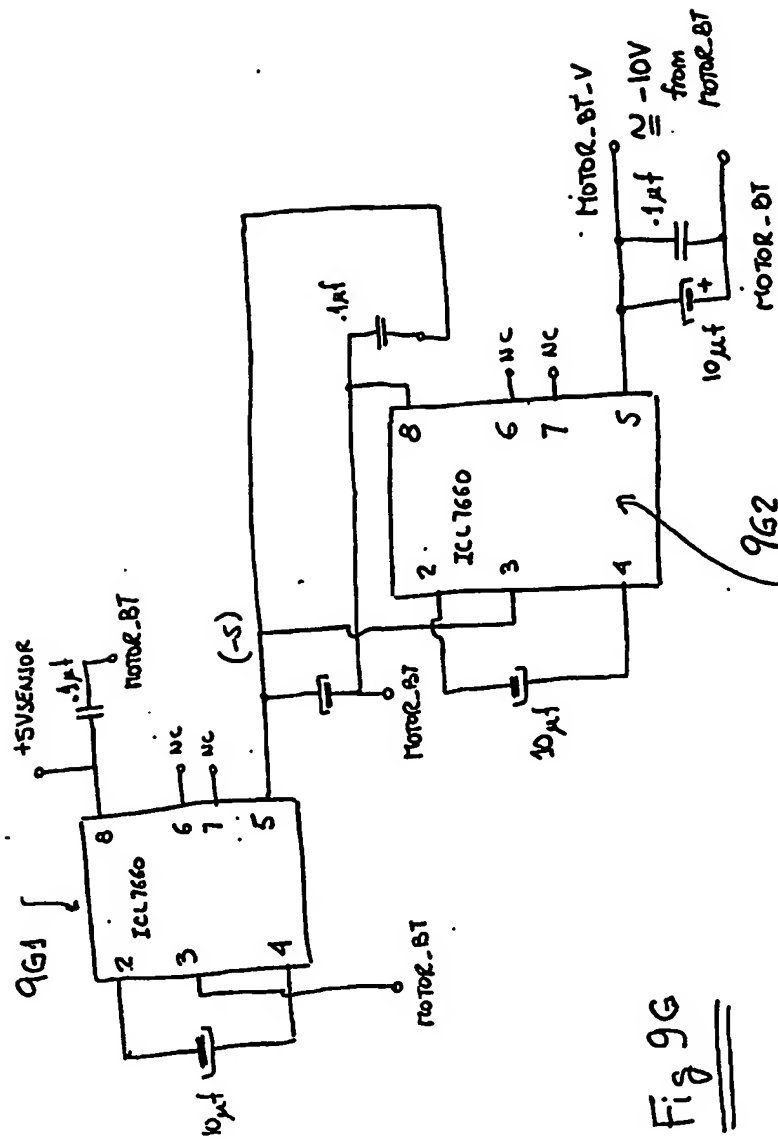 9G1
+5VSENSOR
.1µf
MOTOR_BT
8
2
ICL7660
3
6
NC
7
NC
4
5
10µf
MOTOR_BT
(-5)
MOTOR_BT
.1µf
8
2
ICL7660
3
6
NC
7
NC
4
5
10µf
9G2
MOTOR_BT-V
≅ -10V
from
MOTOR_BT
.1µf
10µf
+
MOTOR_BT
Fig 9G